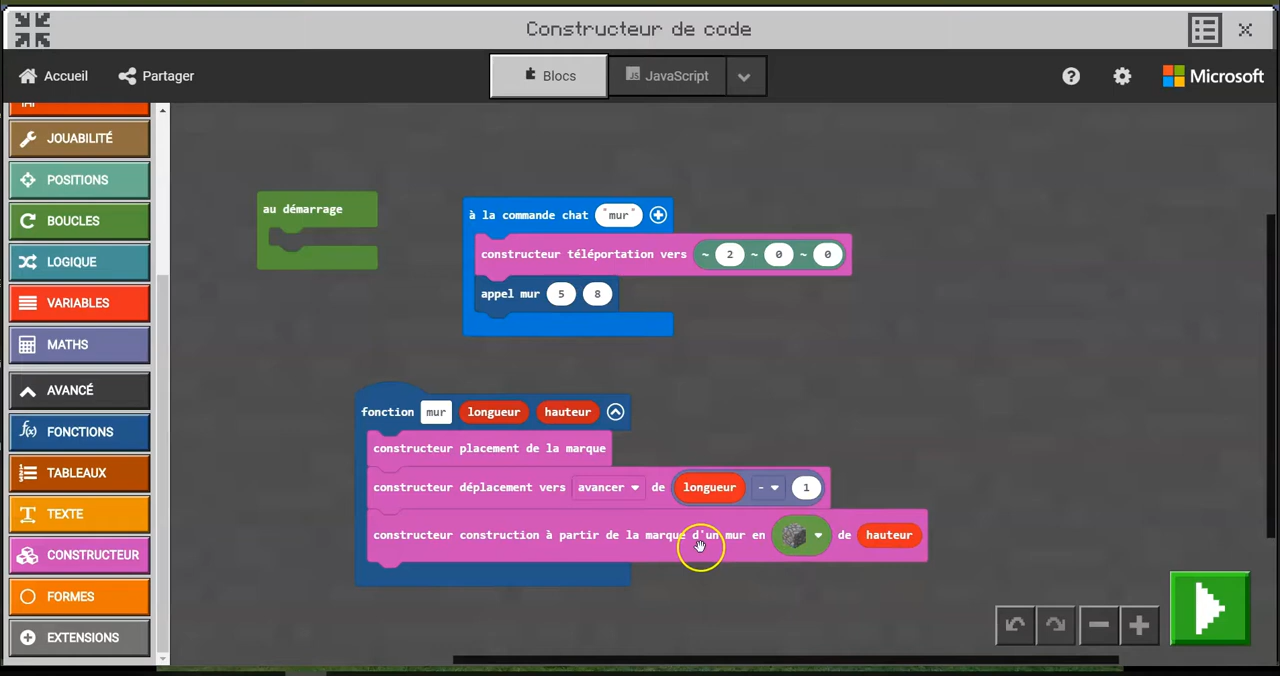 Constructeur de code
Accueil Partager Blocs JS JavaScript ? Microsoft
JOUABILITÉ
POSITIONS
BOUCLES
LOGIQUE
VARIABLES
MATHS
AVANCÉ
f(x) FONCTIONS
TABLEAUX
TEXTE
CONSTRUCTEUR
FORMES
EXTENSIONS
au démarrage
à la commande chat "mur"
constructeur téléportation vers ~ 2 ~ 0 ~ 0
appel mur 5 8
fonction mur longueur hauteur
constructeur placement de la marque
constructeur déplacement vers avancer de longueur - 1
constructeur construction à partir de la marque d'un mur en de hauteur